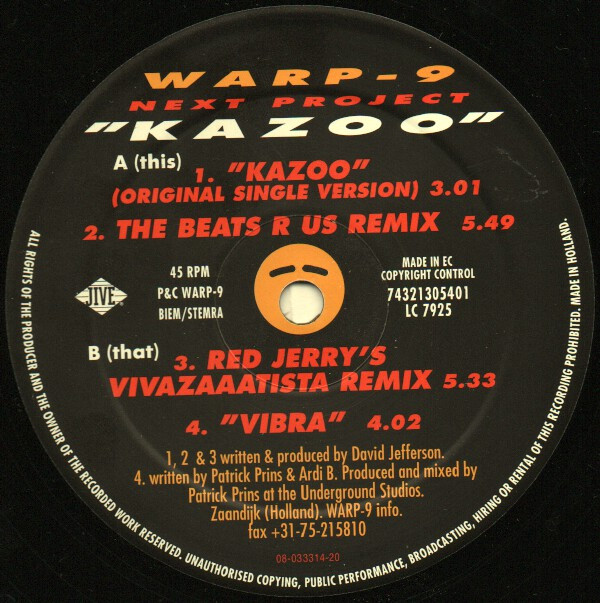 WARP-9
NEXT PROJECT
"KAZOO"
A (this)
1. "KAZOO"
(ORIGINAL SINGLE VERSION) 3.01
2. THE BEATS R US REMIX 5.49
JIVE
45 RPM
P&C WARP-9
BIEM/STEMRA
MADE IN EC
COPYRIGHT CONTROL
74321305401
LC 7925
B (that)
3. RED JERRY'S
VIVAZAAATISTA REMIX 5.33
4. "VIBRA" 4.02
1, 2 & 3 written & produced by David Jefferson.
4. written by Patrick Prins & Ardi B. Produced and mixed by
Patrick Prins at the Underground Studios.
Zaandijk (Holland). WARP-9 info.
fax +31-75-215810
08-033314-20
ALL RIGHTS OF THE PRODUCER AND THE OWNER OF THE RECORDED WORK RESERVED. UNAUTHORISED COPYING, PUBLIC PERFORMANCE, BROADCASTING, HIRING OR RENTAL OF THIS RECORDING PROHIBITED. MADE IN HOLLAND.